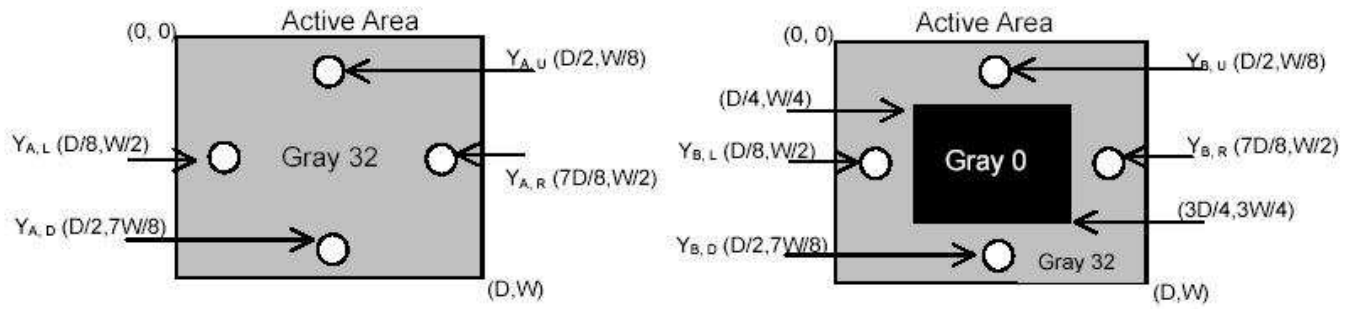 Active Area
(0, 0)
YA, U (D/2,W/8)
YA, L (D/8,W/2)
Gray 32
YA, R (7D/8,W/2)
YA, D (D/2,7W/8)
(D,W)
Active Area
(0, 0)
YB, U (D/2,W/8)
(D/4,W/4)
YB, L (D/8,W/2)
Gray 0
YB, R (7D/8,W/2)
(3D/4,3W/4)
YB, D (D/2,7W/8)
Gray 32
(D,W)